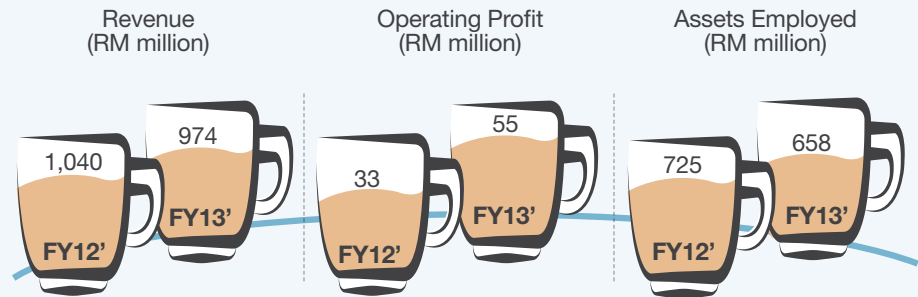 Revenue
(RM million)
1,040
FY12'
974
FY13'
Operating Profit
(RM million)
33
FY12'
55
FY13'
Assets Employed
(RM million)
725
FY12'
658
FY13'